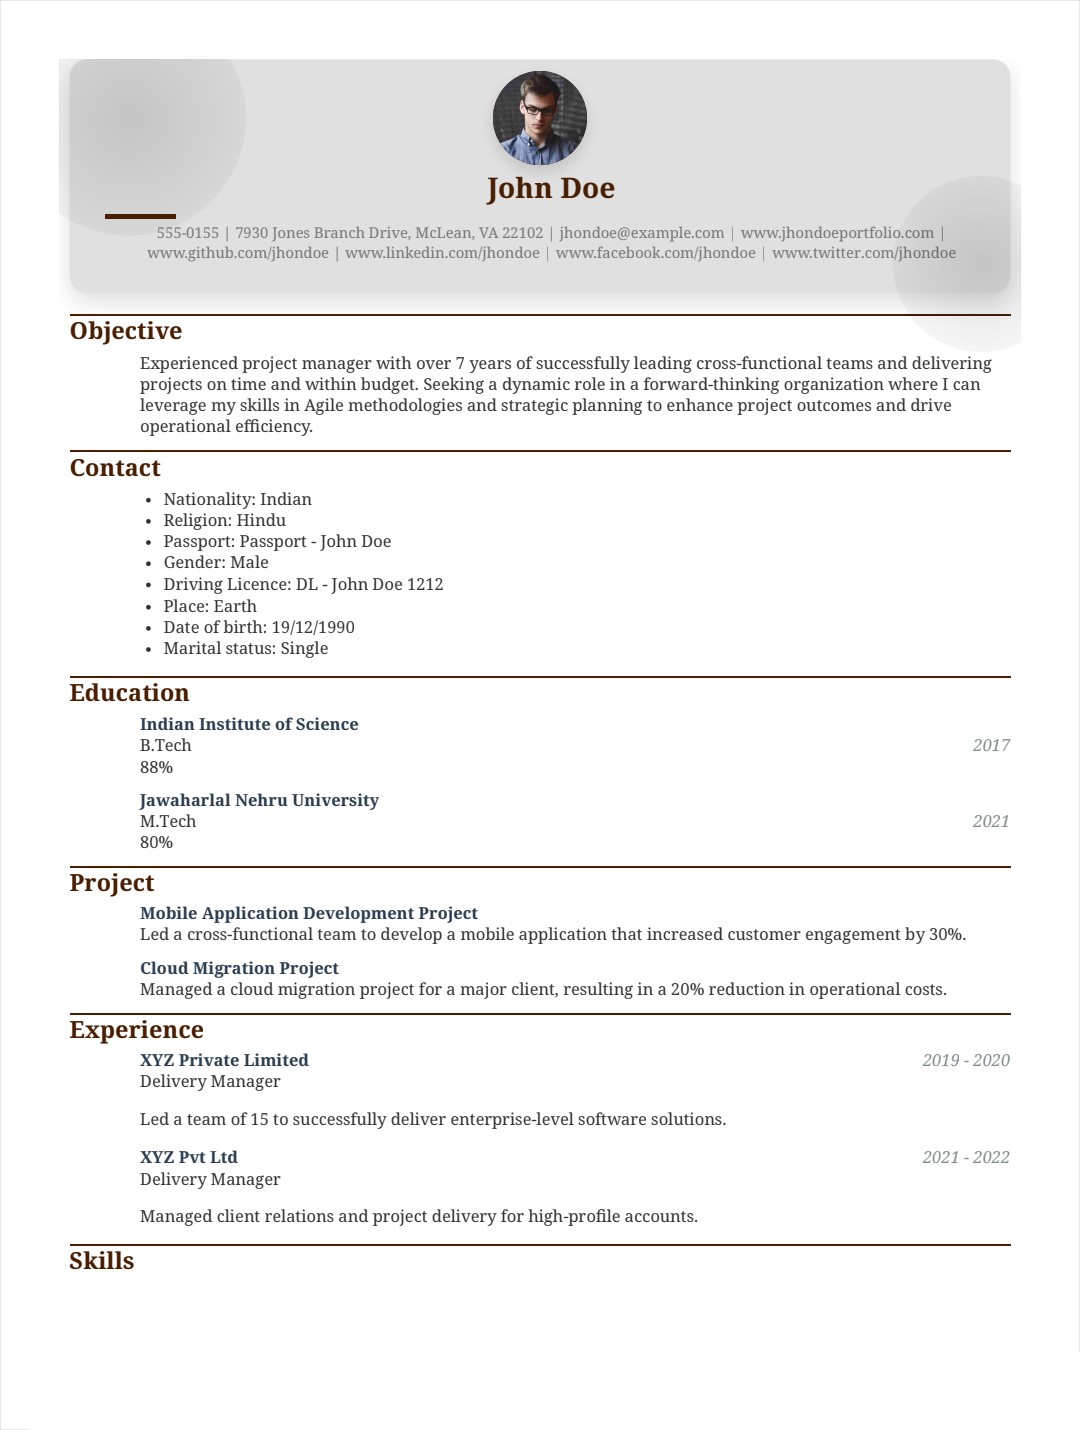 John Doe
555-0155 | 7930 Jones Branch Drive, McLean, VA 22102 | jhondoe@example.com | www.jhondoeportfolio.com |
www.github.com/jhondoe | www.linkedin.com/jhondoe | www.facebook.com/jhondoe | www.twitter.com/jhondoe
Objective
Experienced project manager with over 7 years of successfully leading cross-functional teams and delivering
projects on time and within budget. Seeking a dynamic role in a forward-thinking organization where I can
leverage my skills in Agile methodologies and strategic planning to enhance project outcomes and drive
operational efficiency.
Contact
• Nationality: Indian
• Religion: Hindu
• Passport: Passport - John Doe
• Gender: Male
• Driving Licence: DL - John Doe 1212
• Place: Earth
• Date of birth: 19/12/1990
• Marital status: Single
Education
Indian Institute of Science
B.Tech 2017
88%
Jawaharlal Nehru University
M.Tech 2021
80%
Project
Mobile Application Development Project
Led a cross-functional team to develop a mobile application that increased customer engagement by 30%.
Cloud Migration Project
Managed a cloud migration project for a major client, resulting in a 20% reduction in operational costs.
Experience
XYZ Private Limited 2019 - 2020
Delivery Manager
Led a team of 15 to successfully deliver enterprise-level software solutions.
XYZ Pvt Ltd 2021 - 2022
Delivery Manager
Managed client relations and project delivery for high-profile accounts.
Skills